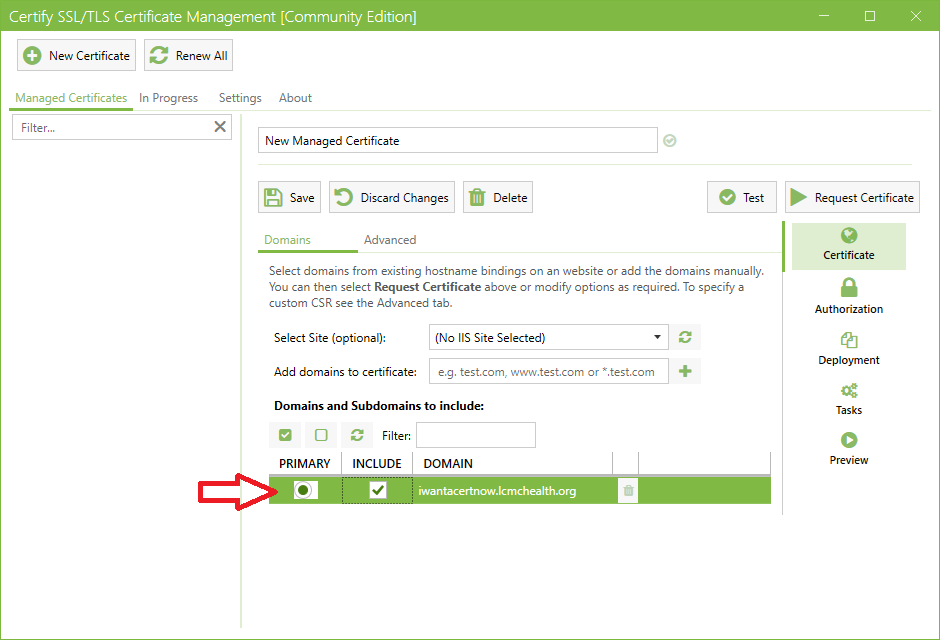 Certify SSL/TLS Certificate Management [Community Edition]
New Certificate
Renew All
Managed Certificates
In Progress
Settings
About
Filter...
New Managed Certificate
Save
Discard Changes
Delete
Test
Request Certificate
Domains
Advanced
Select domains from existing hostname bindings on an website or add the domains manually.
You can then select Request Certificate above or modify options as required. To specify a
custom CSR see the Advanced tab.
Select Site (optional):
(No IIS Site Selected)
Add domains to certificate:
e.g. test.com, www.test.com or *.test.com
Domains and Subdomains to include:
Filter:
PRIMARY
INCLUDE
DOMAIN
iwantacertnow.lcmchealth.org
Certificate
Authorization
Deployment
Tasks
Preview